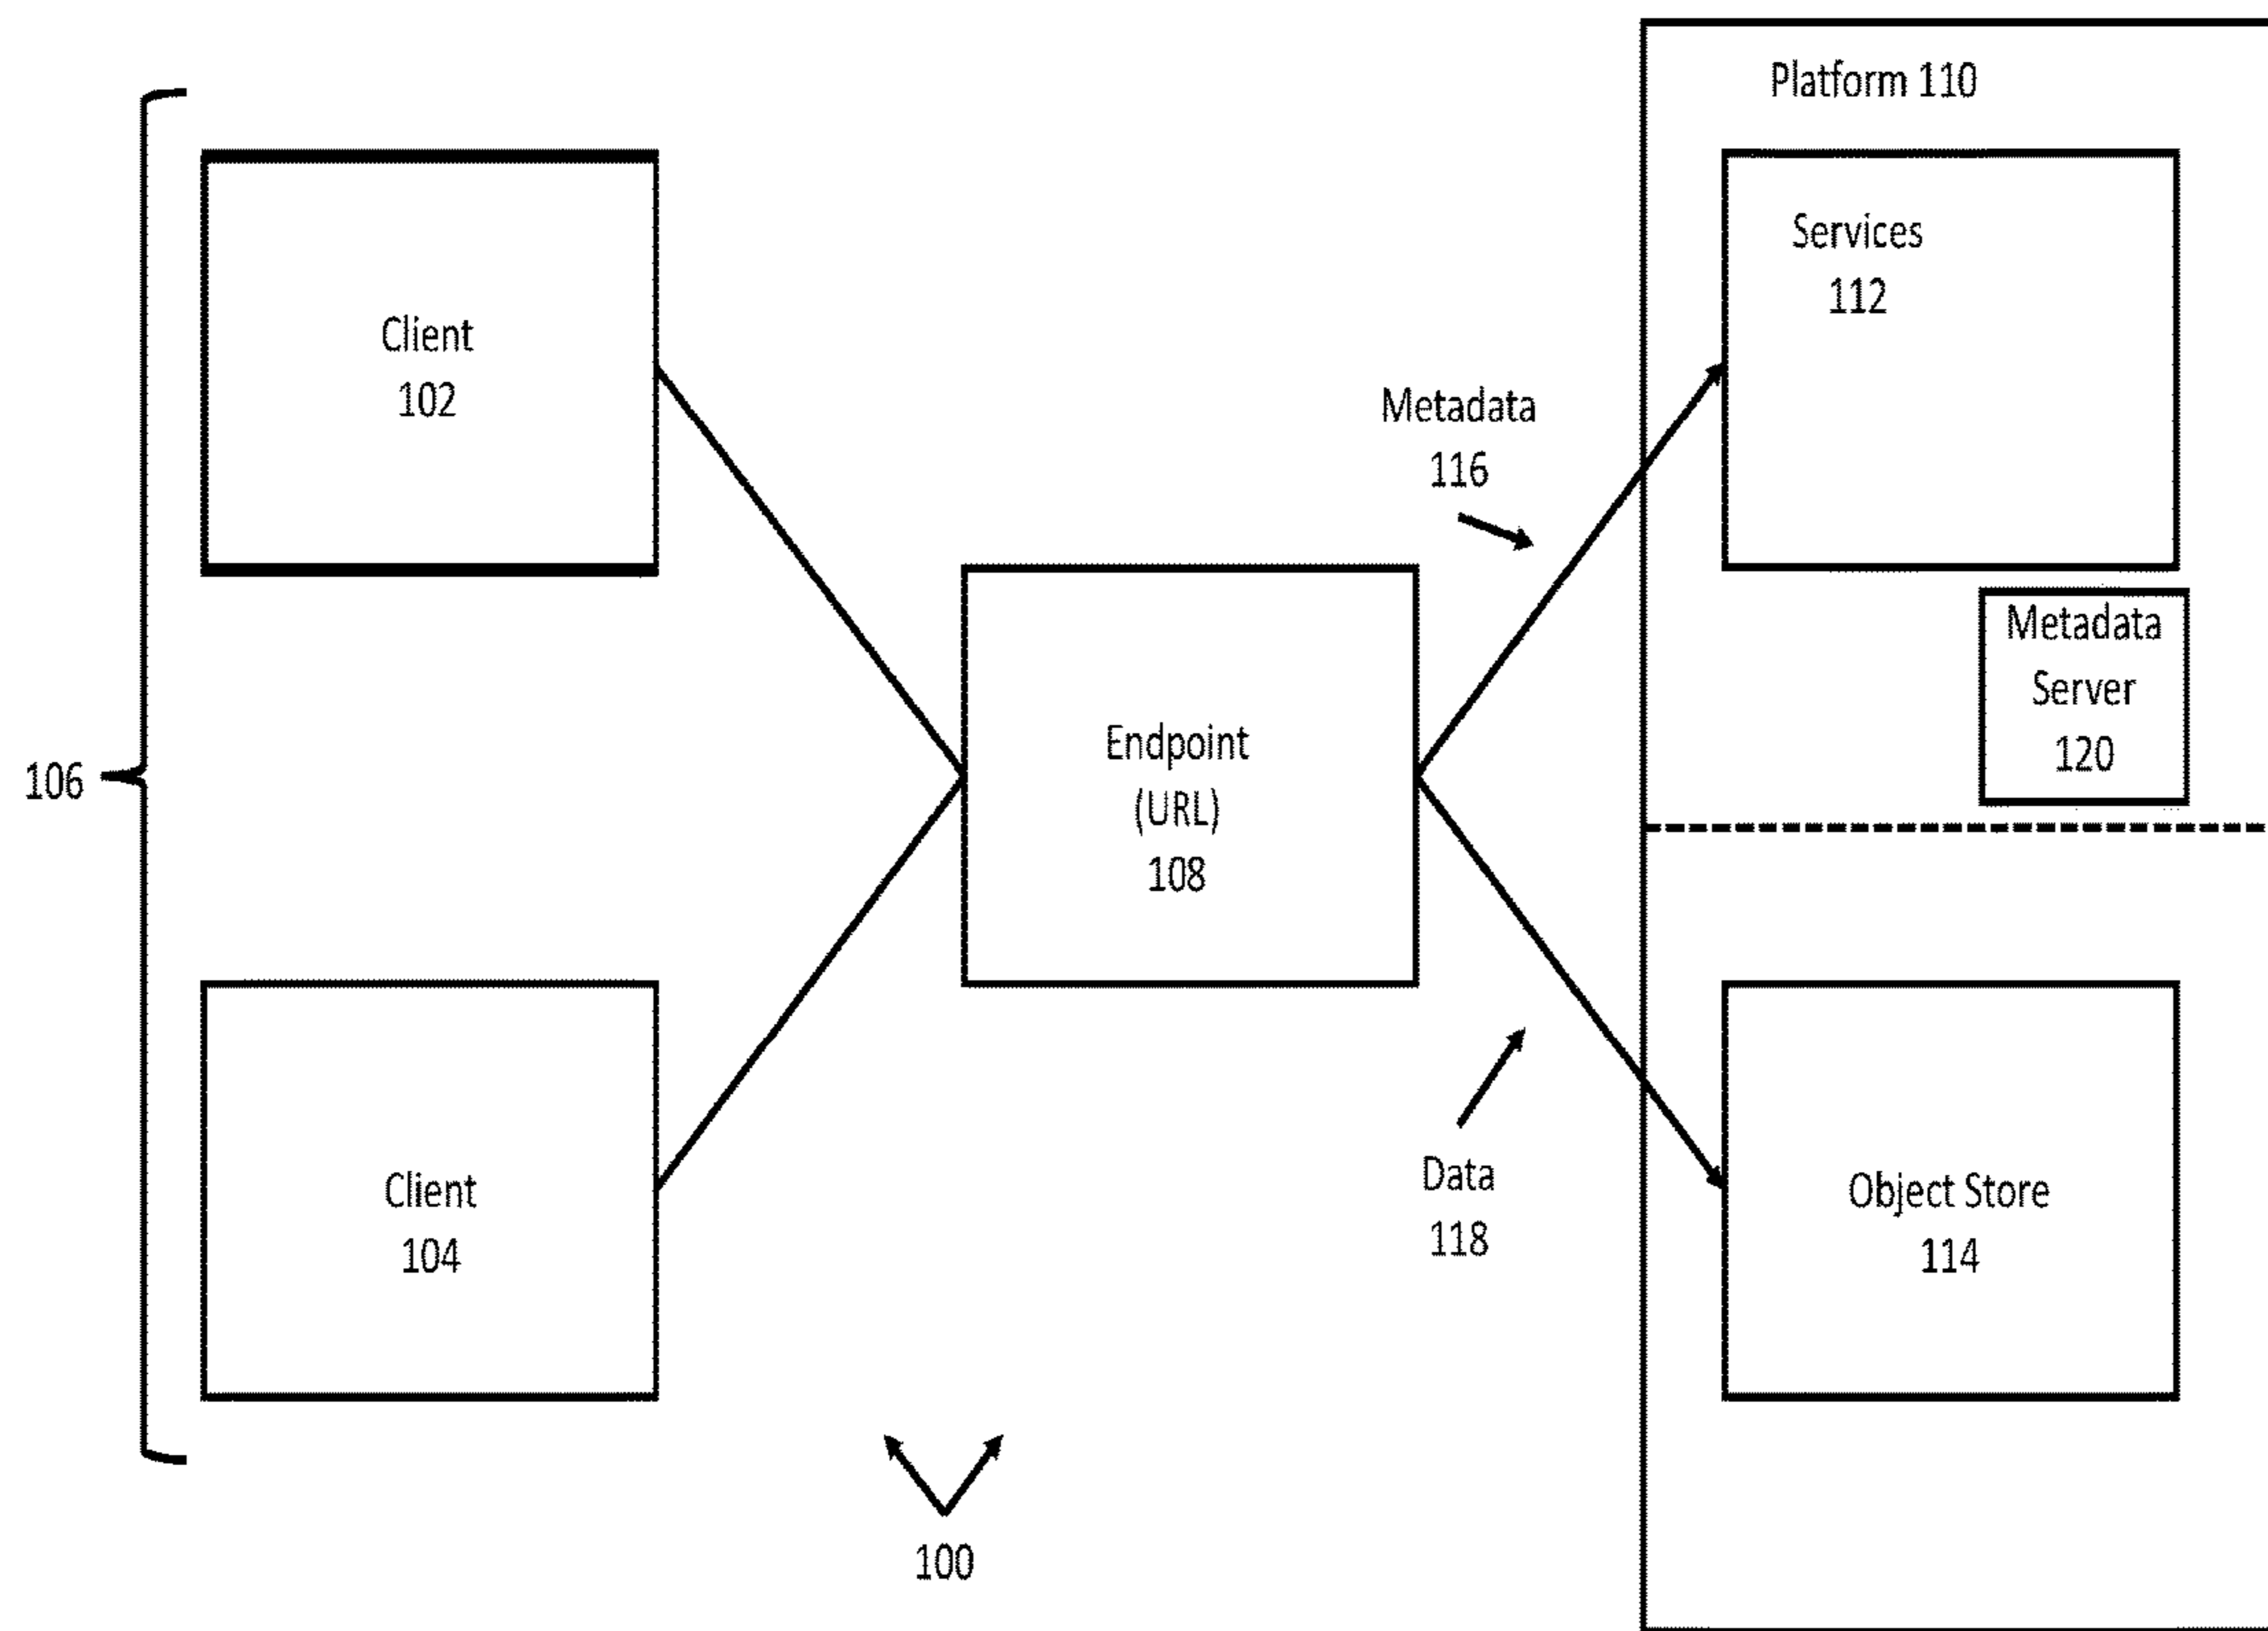 Platform 110
Services
112
Client
102
Metadata
116
Metadata
Server
120
Endpoint
(URL)
108
106
Client
104
Data
118
Object Store
114
100